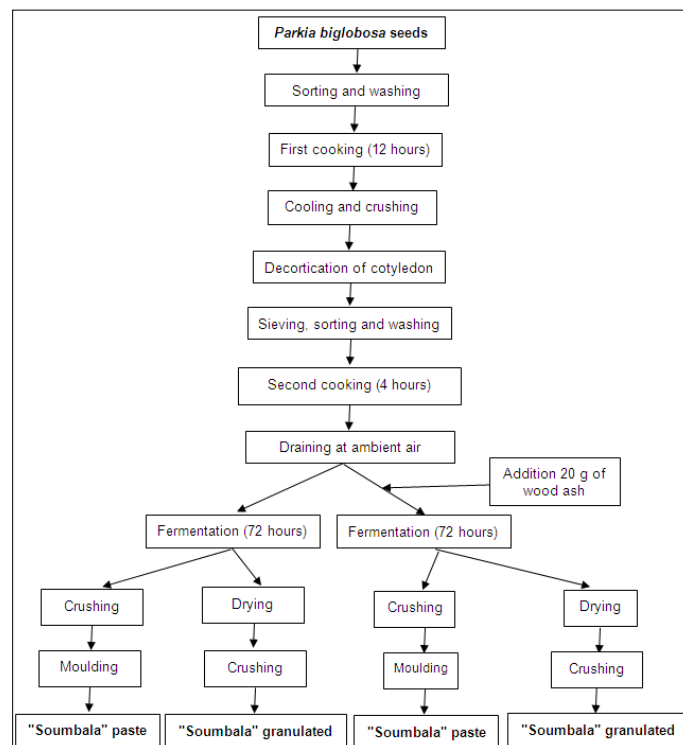 Parkia biglobosa seeds
Sorting and washing
First cooking (12 hours)
Cooling and crushing
Decortication of cotyledon
Sieving, sorting and washing
Second cooking (4 hours)
Draining at ambient air
Addition 20 g of
wood ash
Fermentation (72 hours)
Fermentation (72 hours)
Crushing
Drying
Crushing
Drying
Moulding
Crushing
Moulding
Crushing
"Soumbala" paste
"Soumbala" granulated
"Soumbala" paste
"Soumbala" granulated